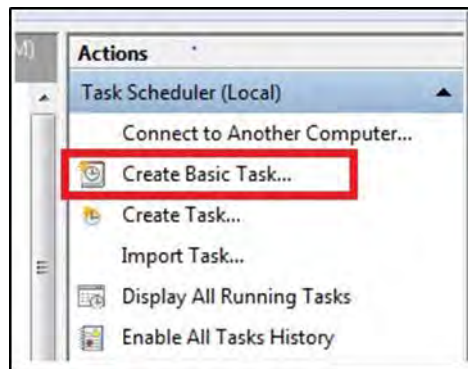 Actions
Task Scheduler (Local)
Connect to Another Computer...
Create Basic Task...
Create Task...
Import Task...
Display All Running Tasks
Enable All Tasks History